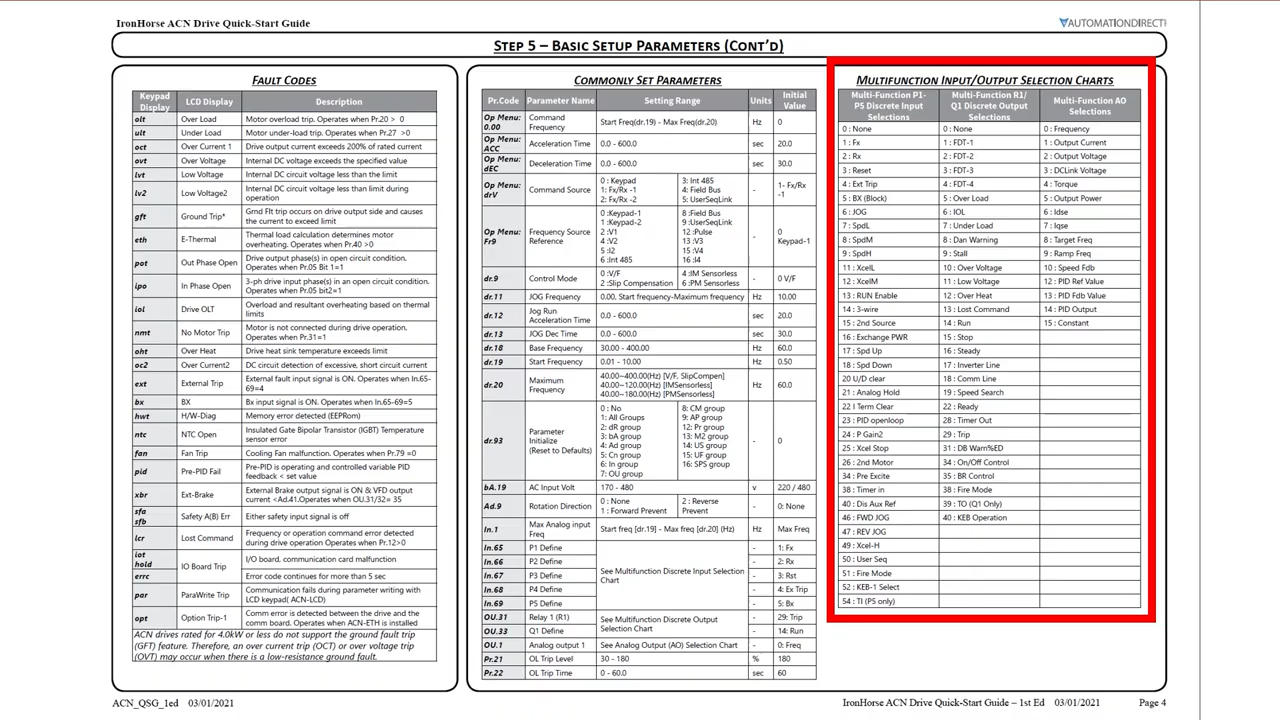 IronHorse ACN Drive Quick-Start Guide
AUTOMATIONDIRECT
STEP 5 – BASIC SETUP PARAMETERS (CONT'D)
FAULT CODES
Keypad Display LCD Display Description
olt Over Load Motor overload trip. Operates when Pr.20 > 0
ult Under Load Motor under-load trip. Operates when Pr.27 >0
oct Over Current 1 Drive output current exceeds 200% of rated current
ovt Over Voltage Internal DC voltage exceeds the specified value
lvt Low Voltage Internal DC circuit voltage less than the limit
lv2 Low Voltage2 Internal DC circuit voltage less than limit during
operation
gft Ground Trip* Grnd Flt trip occurs on drive output side and causes
the current to exceed limit
eth E-Thermal Thermal load calculation determines motor
overheating. Operates when Pr.40 >0
pot Out Phase Open Drive output phase(s) in open circuit condition.
Operates when Pr.05 Bit 1=1
ipo In Phase Open 3-ph drive input phase(s) in an open circuit condition.
Operates when Pr.05 bit2=1
iol Drive OLT Overload and resultant overheating based on thermal
limits
nmt No Motor Trip Motor is not connected during drive operation.
Operates when Pr.31=1
oht Over Heat Drive heat sink temperature exceeds limit
oc2 Over Current2 DC circuit detection of excessive, short circuit current
ext External Trip External fault input signal is ON. Operates when In.65-
69=4
bx BX Bx input signal is ON. Operates when In.65-69=5
hwt H/W-Diag Memory error detected (EEPRom)
ntc NTC Open Insulated Gate Bipolar Transistor (IGBT) Temperature
sensor error
fan Fan Trip Cooling Fan malfunction. Operates when Pr.79 =0
pid Pre-PID Fail Pre-PID is operating and controlled variable PID
feedback < set value
xbr Ext-Brake External Brake output signal is ON & VFD output
current <Ad.41.Operates when OU.31/32= 35
sfa
sfb Safety A(B) Err Either safety input signal is off
lcr Lost Command Frequency or operation command error detected
during drive operation Operates when Pr.12>0
iot
hold IO Board Trip I/O board, communication card malfunction
errc Error code continues for more than 5 sec
par ParaWrite Trip Communication fails during parameter writing with
LCD keypad( ACN-LCD)
opt Option Trip-1 Comm error is detected between the drive and the
comm board. Operates when ACN-ETH is installed
ACN drives rated for 4.0kW or less do not support the ground fault trip
(GFT) feature. Therefore, an over current trip (OCT) or over voltage trip
(OVT) may occur when there is a low-resistance ground fault.
COMMONLY SET PARAMETERS
Pr.Code Parameter Name Setting Range Units Initial Value
Op Menu: 0.00 Command Frequency Start Freq(dr.19) - Max Freq(dr.20) Hz 0
Op Menu: ACC Acceleration Time 0.0 - 600.0 sec 20.0
Op Menu: dEC Deceleration Time 0.0 - 600.0 sec 30.0
Op Menu: drV Command Source - 1- Fx/Rx -1
0 : Keypad 3: Int 485
1: Fx/Rx -1 4: Field Bus
2: Fx/Rx -2 5: UserSeqLink
Op Menu: Fr9 Frequency Source Reference - 0 Keypad-1
0 :Keypad-1 8 :Field Bus
1 :Keypad-2 9 :UserSeqLink
2 :V1 12 :Pulse
4 :V2 13 :V3
5 :I2 15 :V4
6 :Int 485 16 :I4
dr.9 Control Mode - 0 V/F
0 :V/F 4 :IM Sensorless
2 :Slip Compensation 6 :PM Sensorless
dr.11 JOG Frequency 0.00, Start frequency-Maximum frequency Hz 10.00
dr.12 Jog Run Acceleration Time 0.0 - 600.0 sec 20.0
dr.13 JOG Dec Time 0.0 - 600.0 sec 30.0
dr.18 Base Frequency 30.00 - 400.00 Hz 60.0
dr.19 Start Frequency 0.01 - 10.00 Hz 0.50
dr.20 Maximum Frequency Hz 60.0
40.00~400.00(Hz) [V/F, SlipCompen]
40.00~120.00(Hz) [IMSensorless]
40.00~180.00(Hz) [PMSensorless]
dr.93 Parameter Initialize (Reset to Defaults) - 0
0 : No 8: CM group
1: All Groups 9: AP group
2: dR group 12: Pr group
3: bA group 13: M2 group
4: Ad group 14: US group
5: Cn group 15: UF group
6: In group 16: SPS group
7: OU group
bA.19 AC Input Volt 170 - 480 v 220 / 480
Ad.9 Rotation Direction 0 : None 2 : Reverse - 0: None
1 : Forward Prevent Prevent
In.1 Max Analog input Freq Start freq [dr.19] - Max freq [dr.20] (Hz) Hz Max Freq
In.65 P1 Define - 1: Fx
In.66 P2 Define - 2: Rx
In.67 P3 Define See Multifunction Discrete Input Selection Chart - 3: Rst
In.68 P4 Define - 4: Ex Trip
In.69 P5 Define - 5: Bx
OU.31 Relay 1 (R1) See Multifunction Discrete Output Selection Chart - 29: Trip
OU.33 Q1 Define - 14: Run
OU.1 Analog output 1 See Analog Output (AO) Selection Chart - 0: Freq
Pr.21 OL Trip Level 30 - 180 % 180
Pr.22 OL Trip Time 0 - 60.0 sec 60
MULTIFUNCTION INPUT/OUTPUT SELECTION CHARTS
Multi-Function P1-P5 Discrete Input Selections Multi-Function R1/Q1 Discrete Output Selections Multi-Function AO Selections
0 : None 0 : None 0 : Frequency
1 : Fx 1 : FDT-1 1 : Output Current
2 : Rx 2 : FDT-2 2 : Output Voltage
3 : Reset 3 : FDT-3 3 : DCLink Voltage
4 : Ext Trip 4 : FDT-4 4 : Torque
5 : BX (Block) 5 : Over Load 5 : Output Power
6 : JOG 6 : IOL 6 : Idse
7 : SpdL 7 : Under Load 7 : Iqse
8 : SpdM 8 : Dan Warning 8 : Target Freq
9 : SpdH 9 : Stall 9 : Ramp Freq
11 : XcelL 10 : Over Voltage 10 : Speed Fdb
12 : XcelM 11 : Low Voltage 12 : PID Ref Value
13 : RUN Enable 12 : Over Heat 13 : PID Fdb Value
14 : 3-wire 13 : Lost Command 14 : PID Output
15 : 2nd Source 14 : Run 15 : Constant
16 : Exchange PWR 15 : Stop
17 : Spd Up 16 : Steady
18 : Spd Down 17 : Inverter Line
20 U/D clear 18 : Comm Line
21 : Analog Hold 19 : Speed Search
22 I Term Clear 22 : Ready
23 : PID openloop 28 : Timer Out
24 : P Gain2 29 : Trip
25 : Xcel Stop 31 : DB Warn%ED
26 : 2nd Motor 34 : On/Off Control
34 : Pre Excite 35 : BR Control
38 : Timer in 38 : Fire Mode
40 : Dis Aux Ref 39 : TO (Q1 Only)
46 : FWD JOG 40 : KEB Operation
47 : REV JOG
49 : Xcel-H
50 : User Seq
51 : Fire Mode
52 : KEB-1 Select
54 : TI (P5 only)
ACN_QSG_1ed 03/01/2021
IronHorse ACN Drive Quick-Start Guide – 1st Ed 03/01/2021 Page 4